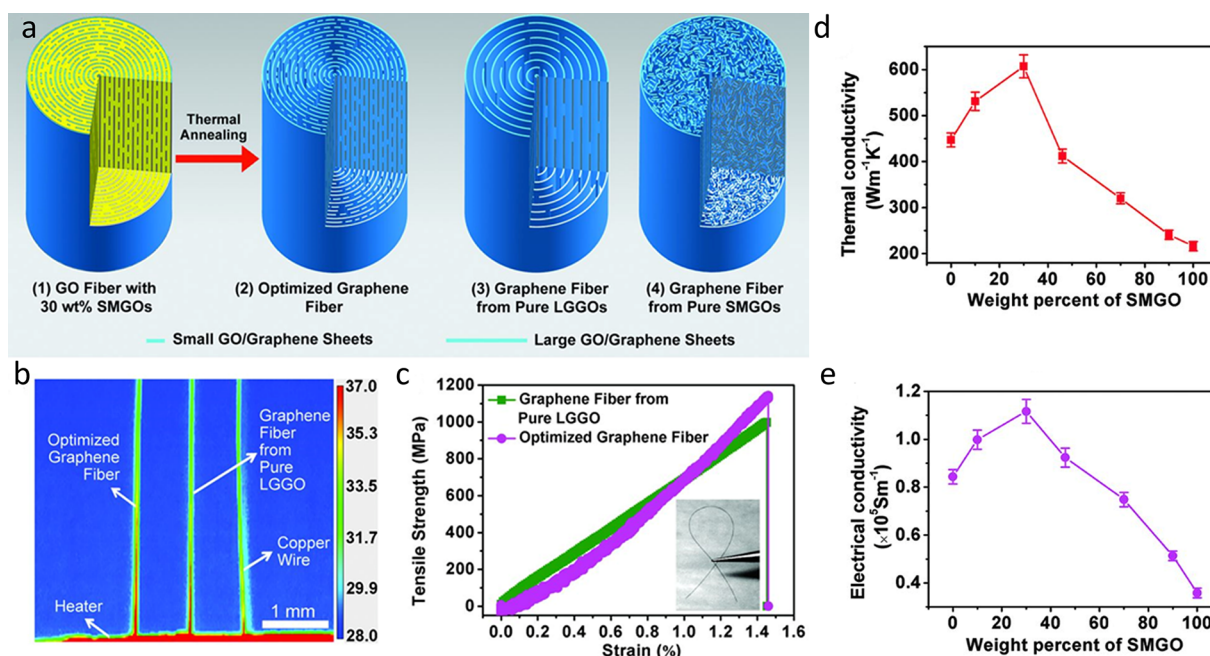 a
Thermal
Annealing
(1) GO Fiber with
30 wt% SMGOs
(2) Optimized Graphene
Fiber
(3) Graphene Fiber
from Pure LGGOs
(4) Graphene Fiber
from Pure SMGOs
Small GO/Graphene Sheets
Large GO/Graphene Sheets
b
Optimized
Graphene
Fiber
Graphene
Fiber
from
Pure
LGGO
Copper
Wire
Heater
1 mm
37.0
35.3
33.5
31.7
29.9
28.0
c
Tensile Strength (MPa)
1200
1000
800
600
400
200
0
Graphene Fiber from
Pure LGGO
Optimized Graphene Fiber
0.0 0.2 0.4 0.6 0.8 1.0 1.2 1.4 1.6
Strain (%)
d
Thermal conductivity
(Wm⁻¹K⁻¹)
600
500
400
300
200
0 20 40 60 80 100
Weight percent of SMGO
e
Electrical conductivity
(×10⁵Sm⁻¹)
1.2
1.0
0.8
0.6
0.4
0 20 40 60 80 100
Weight percent of SMGO